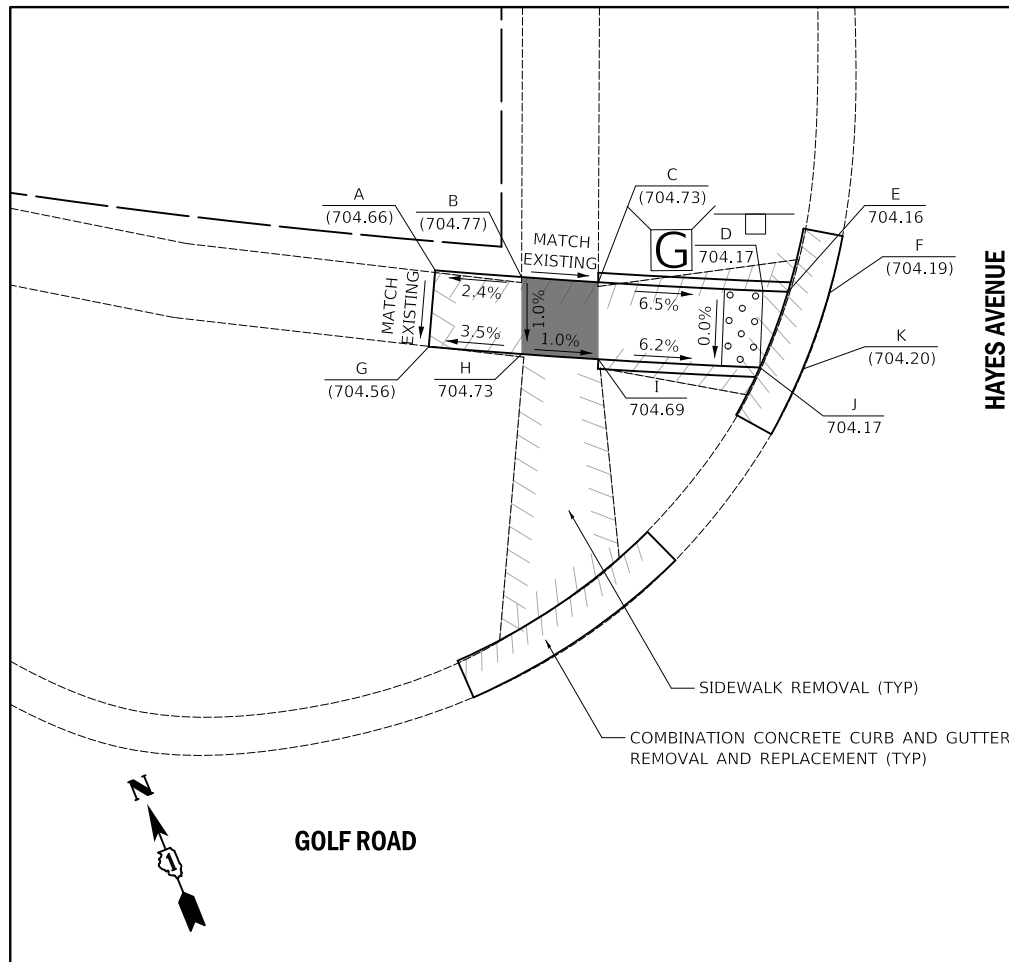 A
(704.66)
B
(704.77)
C
(704.73)
MATCH
EXISTING
G
D
704.17
E
704.16
F
(704.19)
K
(704.20)
J
704.17
HAYES AVENUE
MATCH
EXISTING
2.4%
1.0%
6.5%
0.0%
3.5%
1.0%
6.2%
G
(704.56)
H
704.73
I
704.69
SIDEWALK REMOVAL (TYP)
COMBINATION CONCRETE CURB AND GUTTER
REMOVAL AND REPLACEMENT (TYP)
N
1
GOLF ROAD